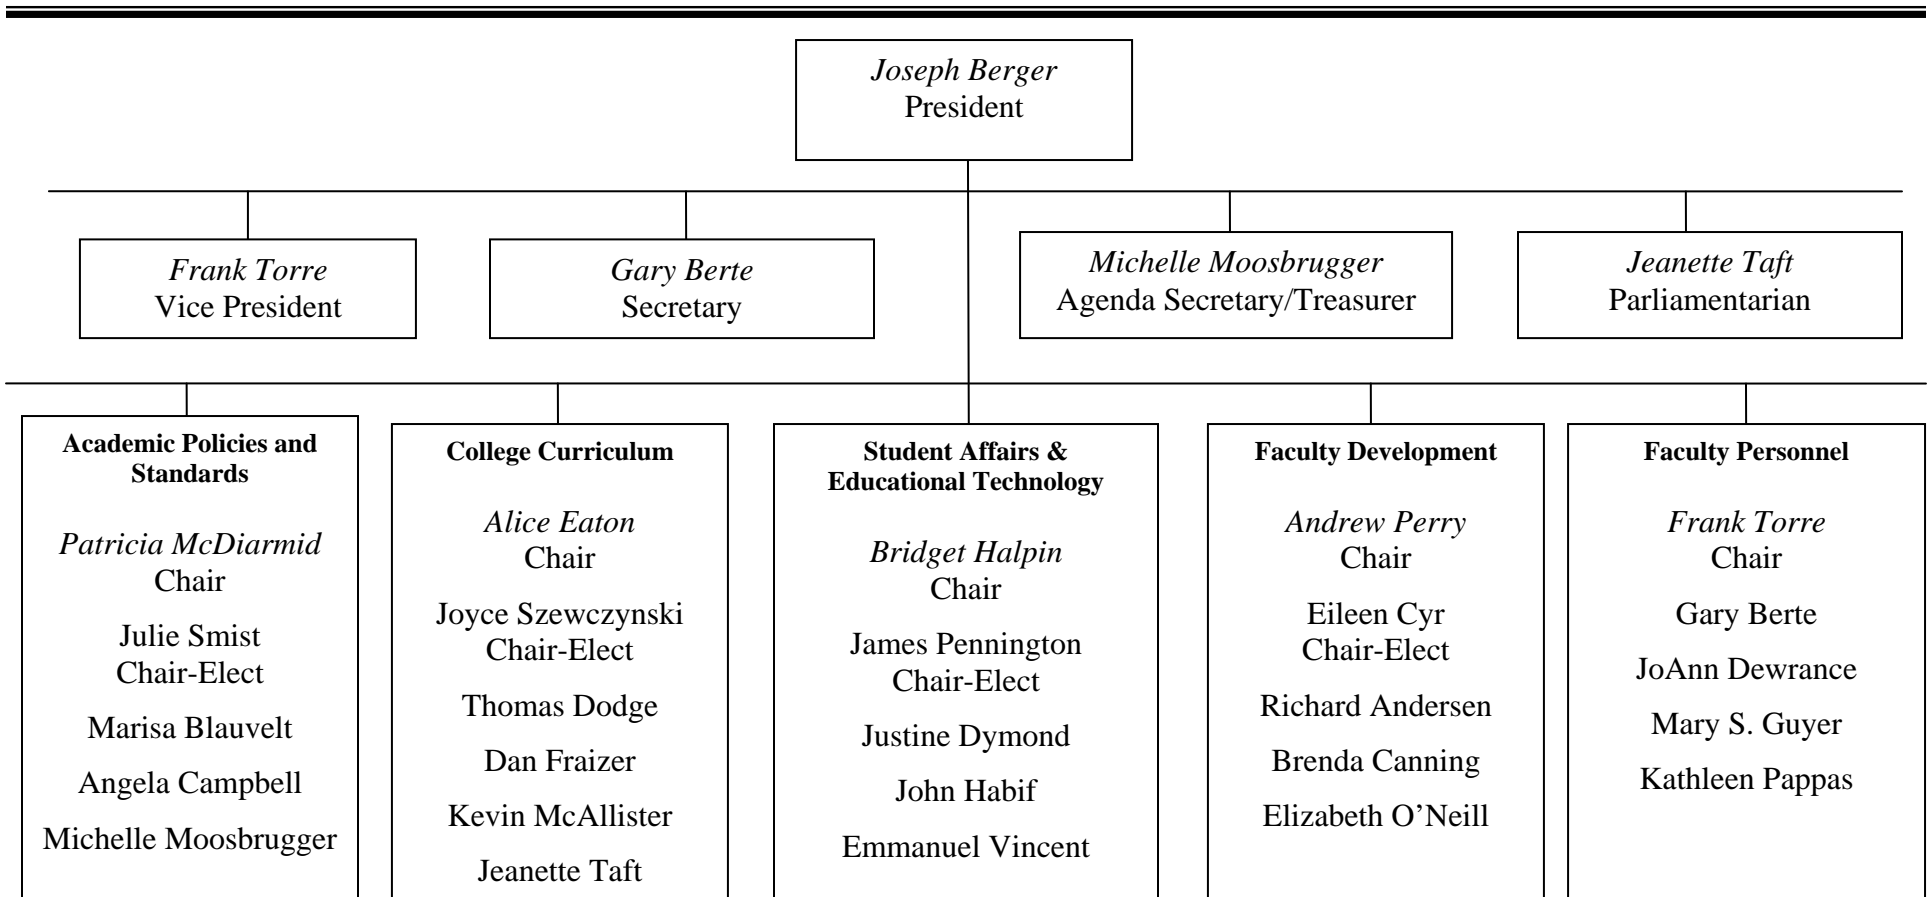 Joseph Berger
President
Frank Torre
Vice President
Gary Berte
Secretary
Michelle Moosbrugger
Agenda Secretary/Treasurer
Jeanette Taft
Parliamentarian
Academic Policies and
Standards
Patricia McDiarmid
Chair
Julie Smist
Chair-Elect
Marisa Blauvelt
Angela Campbell
Michelle Moosbrugger
College Curriculum
Alice Eaton
Chair
Joyce Szewczynski
Chair-Elect
Thomas Dodge
Dan Fraizer
Kevin McAllister
Jeanette Taft
Student Affairs &
Educational Technology
Bridget Halpin
Chair
James Pennington
Chair-Elect
Justine Dymond
John Habif
Emmanuel Vincent
Faculty Development
Andrew Perry
Chair
Eileen Cyr
Chair-Elect
Richard Andersen
Brenda Canning
Elizabeth O’Neill
Faculty Personnel
Frank Torre
Chair
Gary Berte
JoAnn Dewrance
Mary S. Guyer
Kathleen Pappas